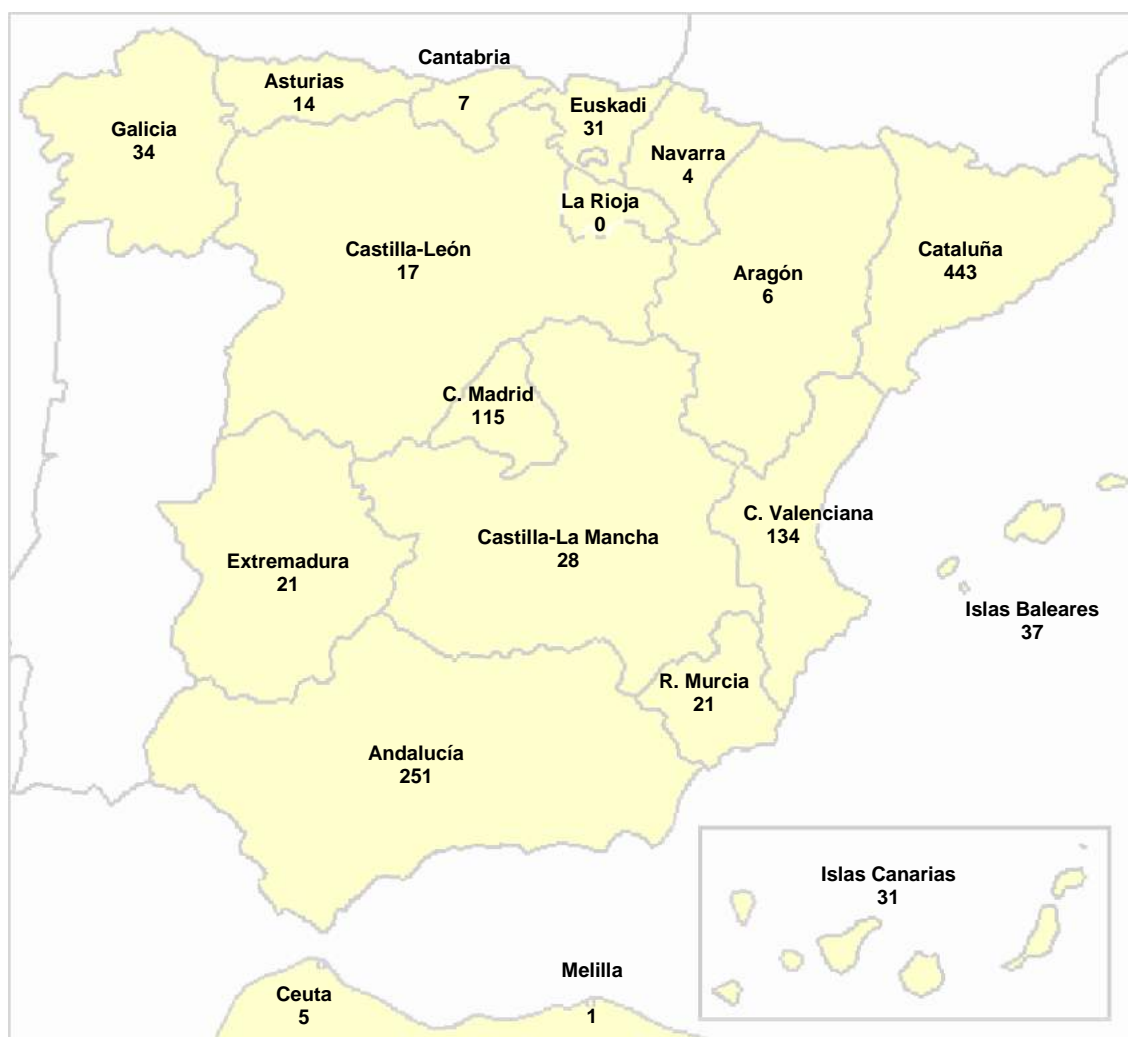 Cantabria
7
Asturias
14
Euskadi
31
Galicia
34
Navarra
4
La Rioja
0
Castilla-León
17
Aragón
6
Cataluña
443
C. Madrid
115
C. Valenciana
134
Castilla-La Mancha
28
Extremadura
21
Islas Baleares
37
R. Murcia
21
Andalucía
251
Islas Canarias
31
Ceuta
5
Melilla
1